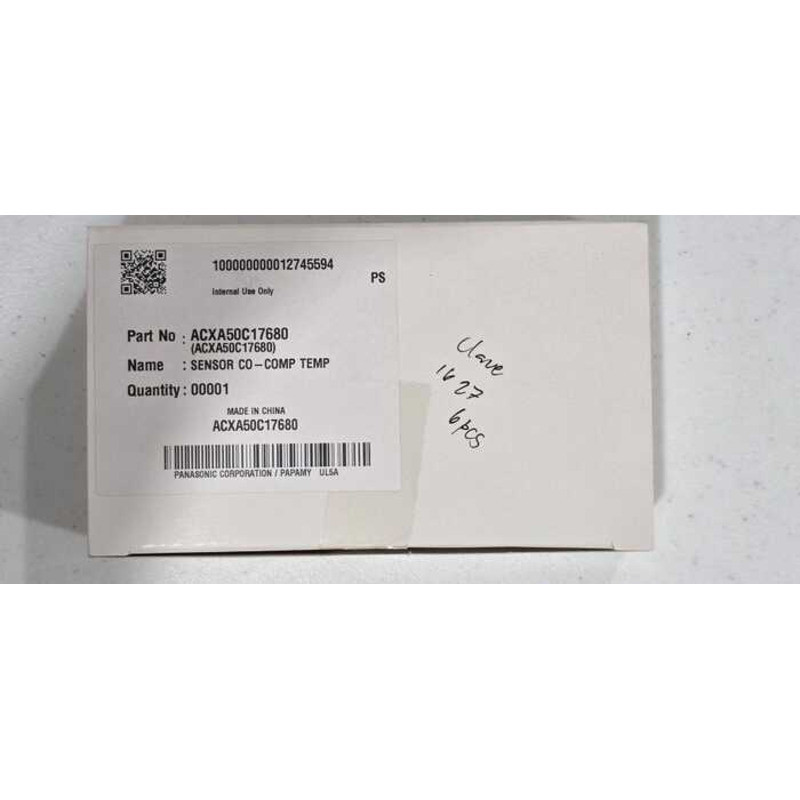 100000000012745594
PS
Internal Use Only
Part No : ACXA50C17680
(ACXA50C17680)
Name : SENSOR CO-COMP TEMP
Quantity : 00001
MADE IN CHINA
ACXA50C17680
PANASONIC CORPORATION / PAPAMY UL5A
Clave
1627
6pcs